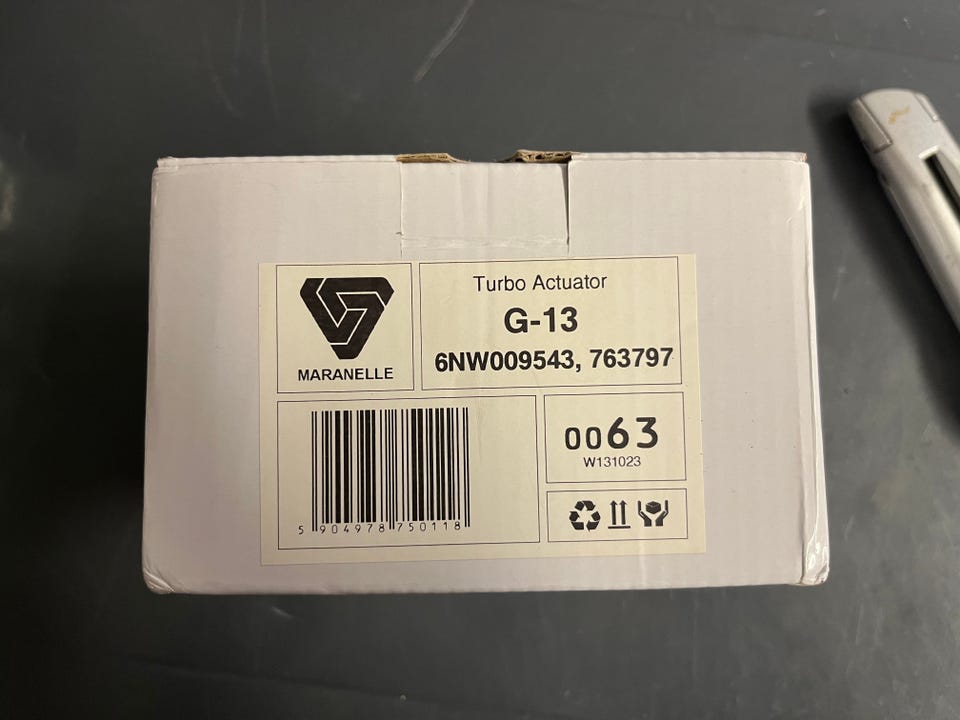 MARANELLE
Turbo Actuator
G-13
6NW009543, 763797
5 904978 750118
0063
W131023